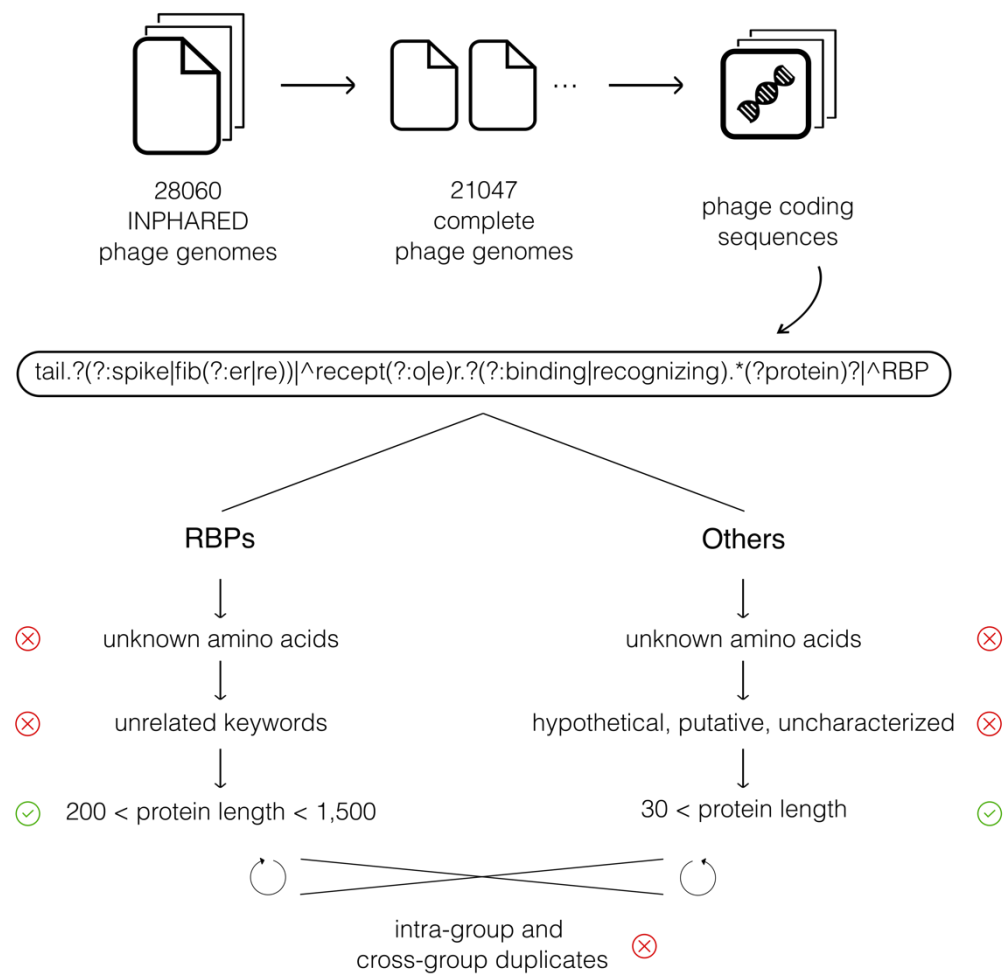 28060
INPHARED
phage genomes
21047
complete
phage genomes
...
phage coding
sequences
tail.?(?:spike|fib(?:er|re))|^recept(?:o|e)r.?(?:binding|recognizing).*(?protein)?|^RBP
RBPs
Others
unknown amino acids
unknown amino acids
unrelated keywords
hypothetical, putative, uncharacterized
200 < protein length < 1,500
30 < protein length
intra-group and
cross-group duplicates